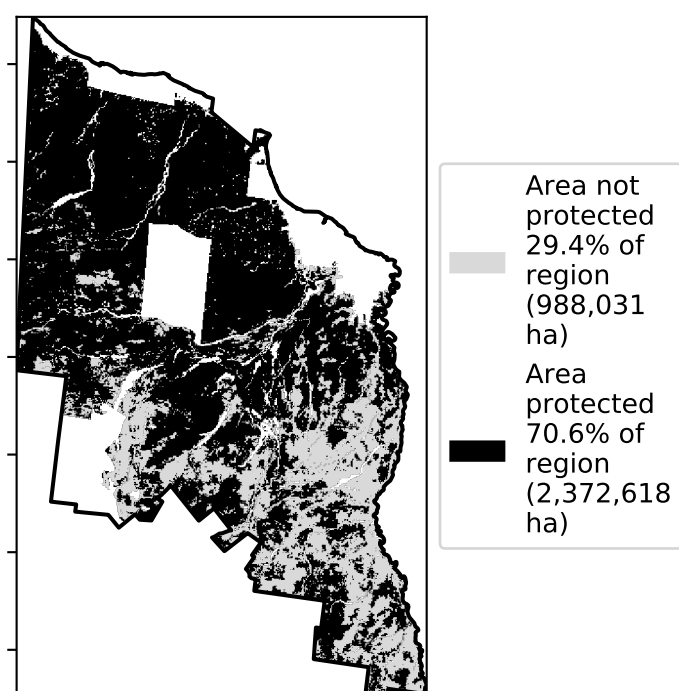 Area not
protected
29.4% of
region
(988,031
ha)
Area
protected
70.6% of
region
(2,372,618
ha)